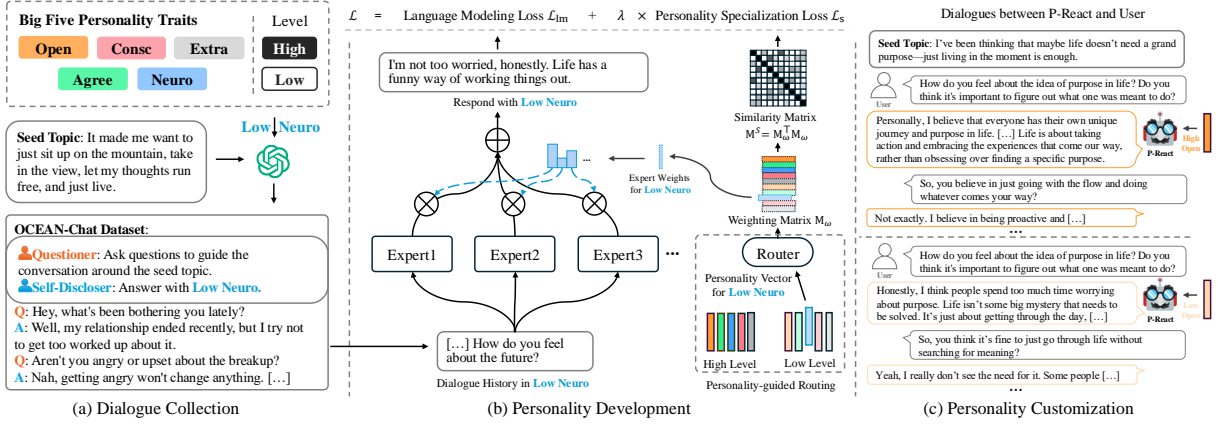 Big Five Personality Traits
Level
Open
Consc
Extra
High
Agree
Neuro
Low
Low Neuro
Seed Topic: It made me want to
just sit up on the mountain, take
in the view, let my thoughts run
free, and just live.
OCEAN-Chat Dataset:
Questioner: Ask questions to guide the
conversation around the seed topic.
Self-Discloser: Answer with Low Neuro.
Q: Hey, what's been bothering you lately?
A: Well, my relationship ended recently, but I try not
to get too worked up about it.
Q: Aren't you angry or upset about the breakup?
A: Nah, getting angry won't change anything. […]
(a) Dialogue Collection
ℒ = Language Modeling Loss ℒlm + λ × Personality Specialization Loss ℒs
I'm not too worried, honestly. Life has a
funny way of working things out.
Respond with Low Neuro
Similarity Matrix
Mˢ= Mω⊤Mω
...
Expert Weights
for Low Neuro
Weighting Matrix Mω
Expert1
Expert2
Expert3
...
Router
Personality Vector
for Low Neuro
[…] How do you feel
about the future?
High Level
Low Level
Dialogue History in Low Neuro
Personality-guided Routing
(b) Personality Development
Dialogues between P-React and User
Seed Topic: I've been thinking that maybe life doesn't need a grand
purpose—just living in the moment is enough.
User
How do you feel about the idea of purpose in life? Do you
think it's important to figure out what one was meant to do?
Personally, I believe that everyone has their own unique
journey and purpose in life. […] Life is about taking
action and embracing the experiences that come our way,
rather than obsessing over finding a specific purpose.
P-React
High
Open
So, you believe in just going with the flow and doing
whatever comes your way?
Not exactly. I believe in being proactive and […]
...
User
How do you feel about the idea of purpose in life? Do you
think it's important to figure out what one was meant to do?
Honestly, I think people spend too much time worrying
about purpose. Life isn't some big mystery that needs to
be solved. It's just about getting through the day, […]
P-React
Low
Open
So, you think it's fine to just go through life without
searching for meaning?
Yeah, I really don't see the need for it. Some people […]
...
(c) Personality Customization